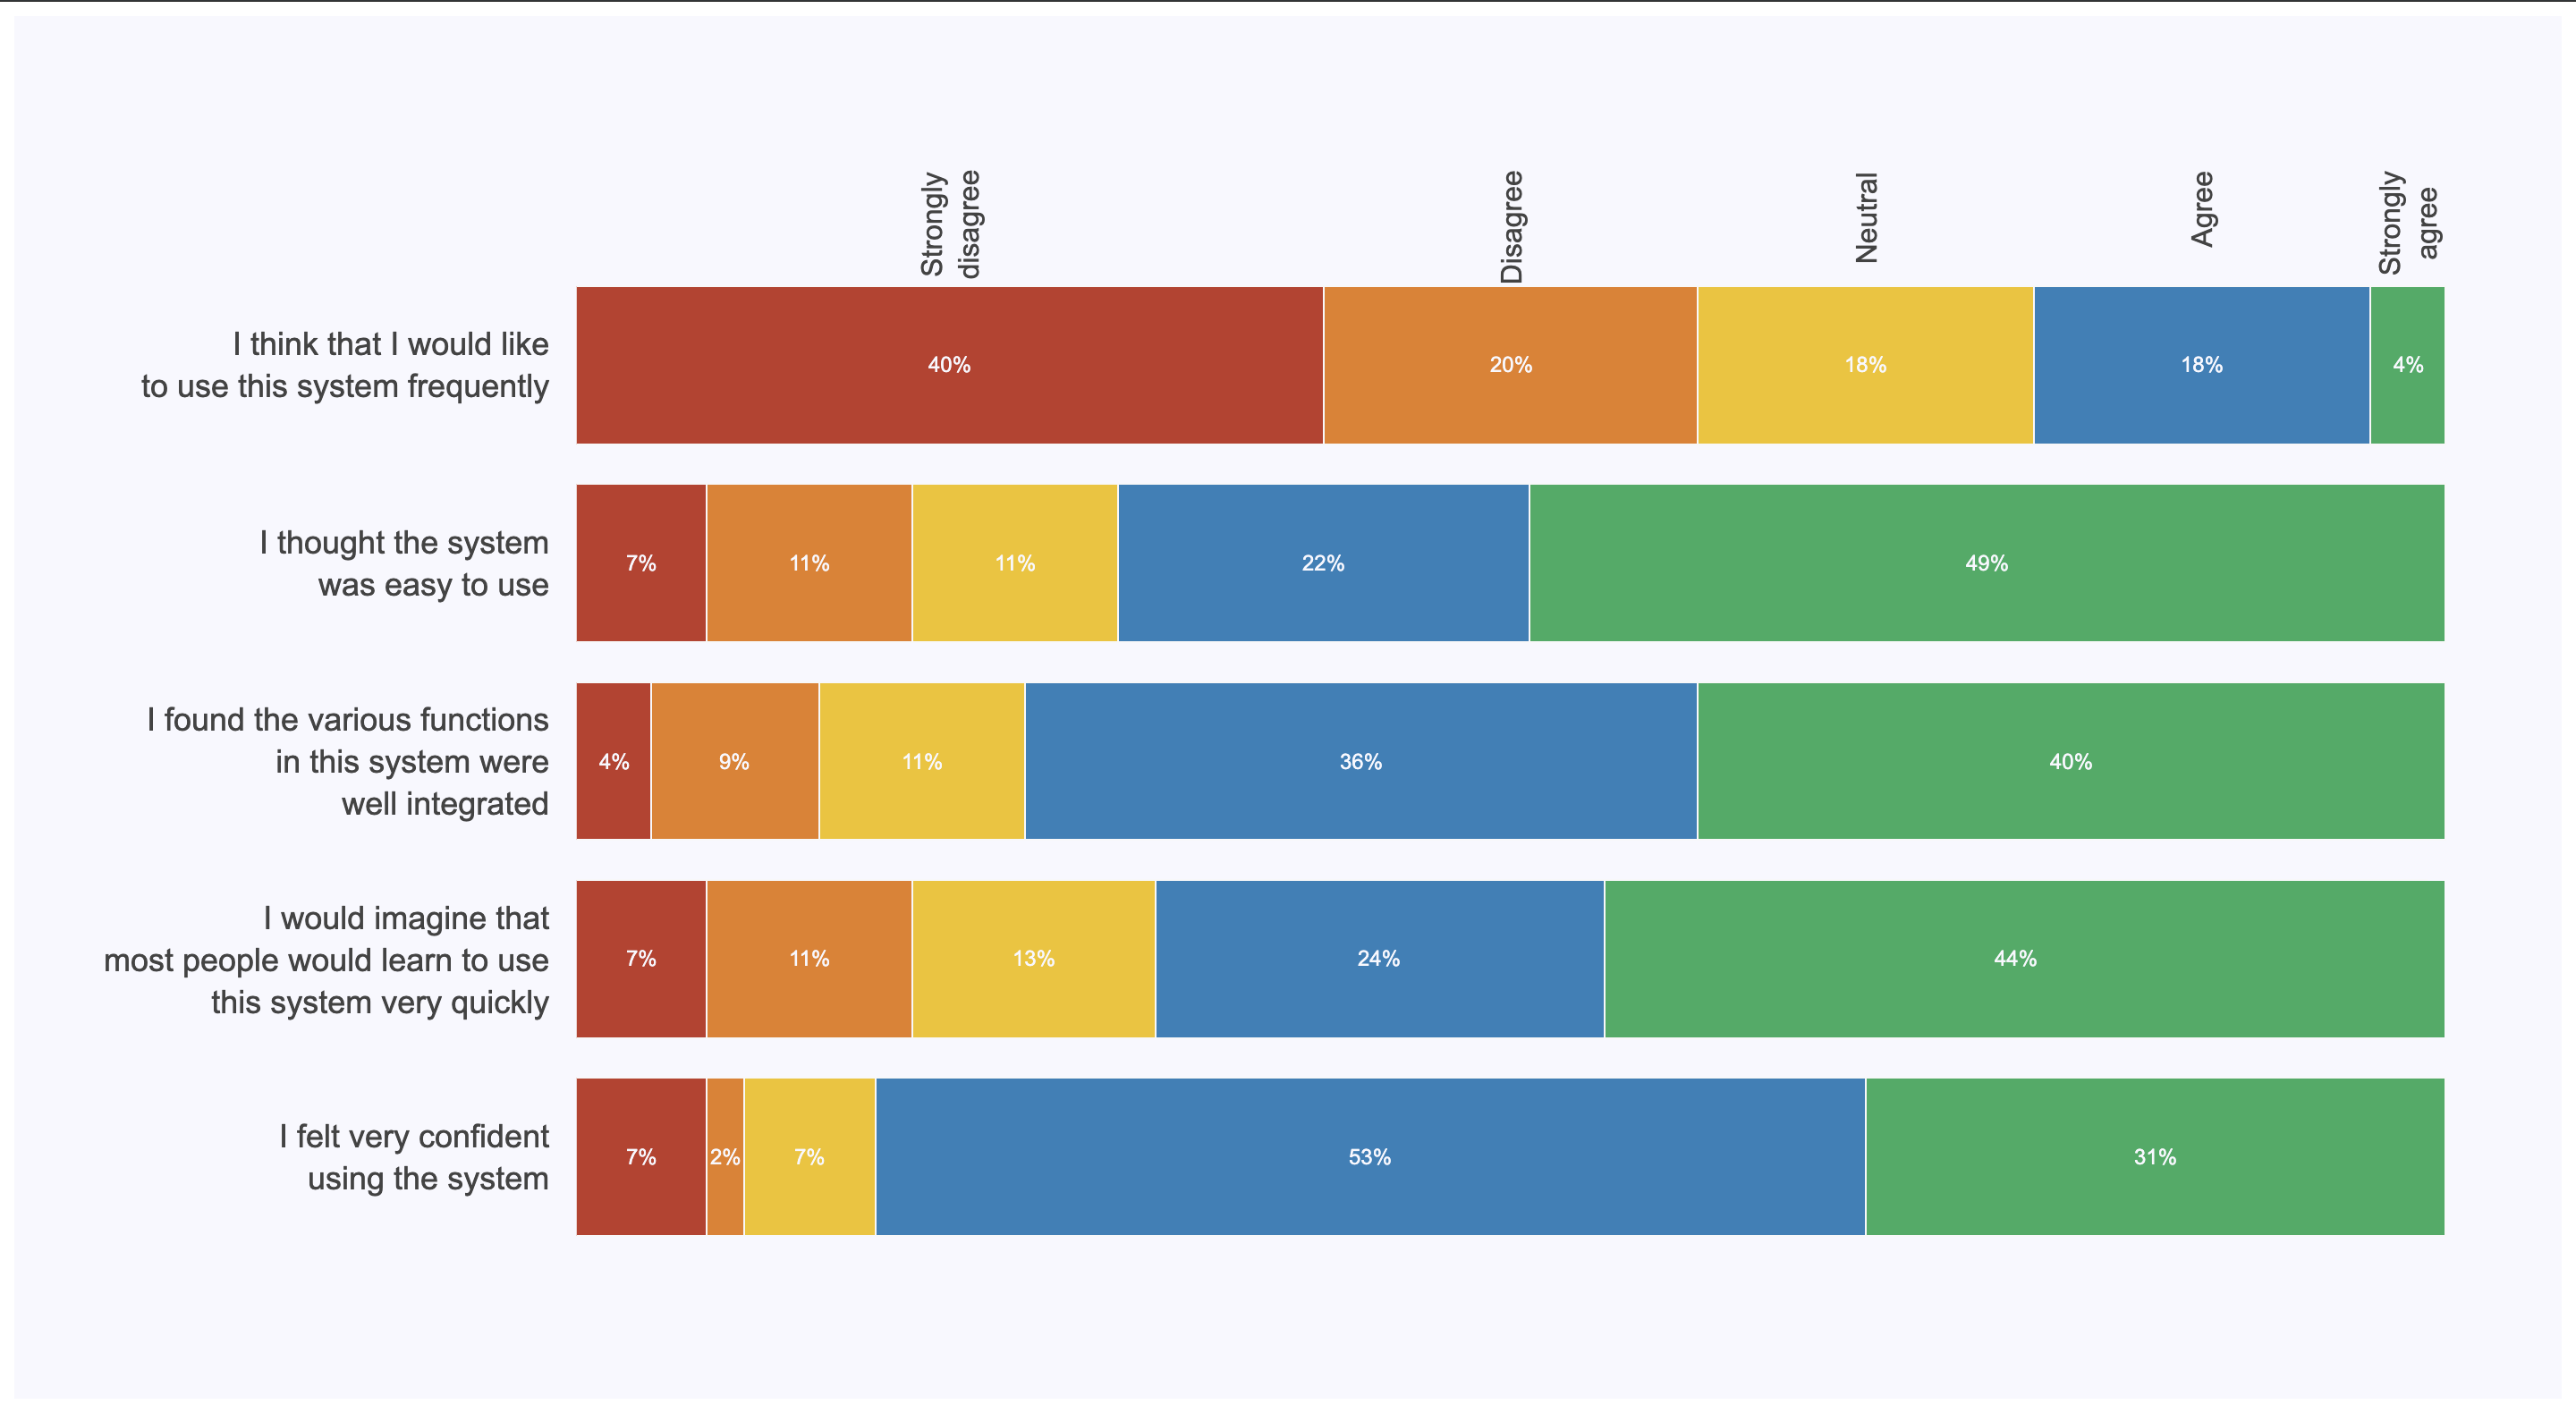 Strongly
disagree
Disagree
Neutral
Agree
Strongly
agree
I think that I would like
to use this system frequently
40%
20%
18%
18%
4%
I thought the system
was easy to use
7%
11%
11%
22%
49%
I found the various functions
in this system were
well integrated
4%
9%
11%
36%
40%
I would imagine that
most people would learn to use
this system very quickly
7%
11%
13%
24%
44%
I felt very confident
using the system
7%
2%
7%
53%
31%